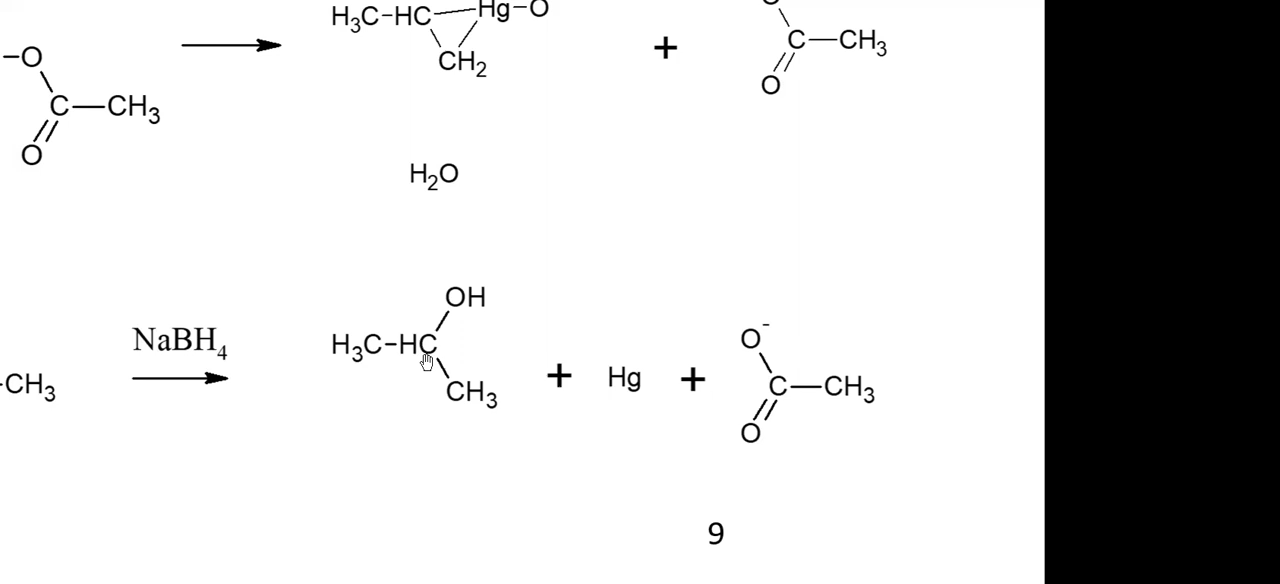 H₃C-HC Hg-O
–O C—CH₃
CH₂ O
C—CH₃
O
H₂O
OH
NaBH₄ H₃C-HC O⁻
-CH₃ CH₃ + Hg + C—CH₃
O
9